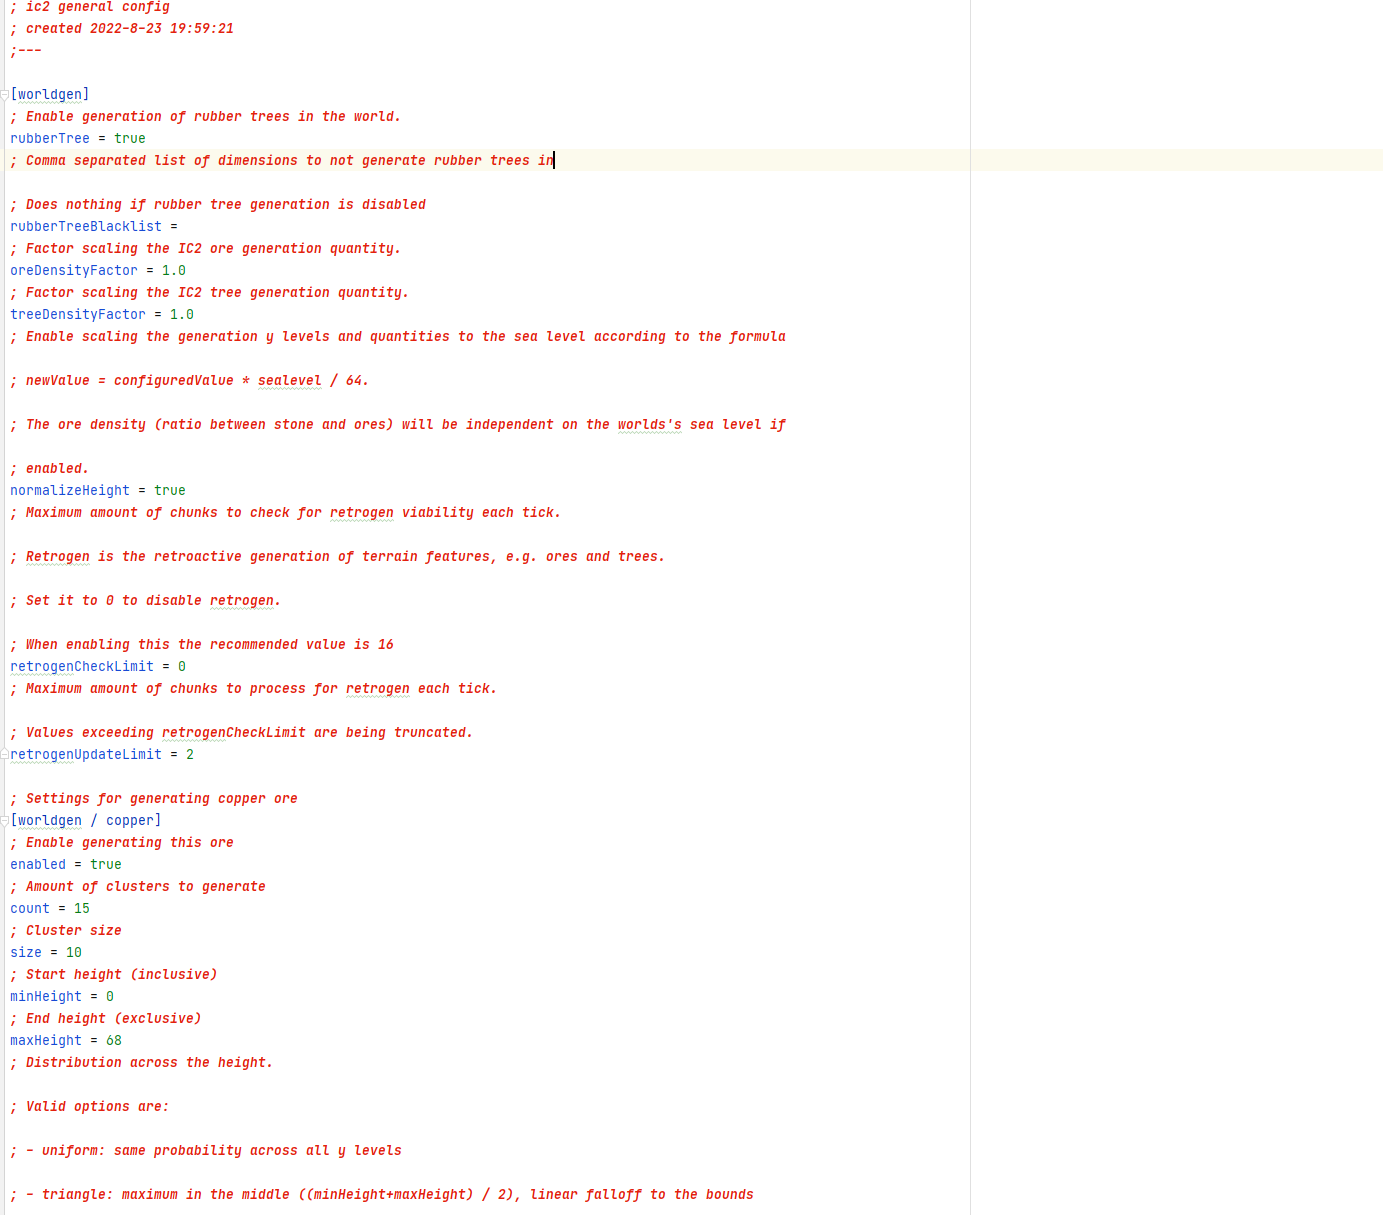 ; ic2 general config
; created 2022-8-23 19:59:21
;---
[worldgen]
; Enable generation of rubber trees in the world.
rubberTree = true
; Comma separated list of dimensions to not generate rubber trees in
; Does nothing if rubber tree generation is disabled
rubberTreeBlacklist =
; Factor scaling the IC2 ore generation quantity.
oreDensityFactor = 1.0
; Factor scaling the IC2 tree generation quantity.
treeDensityFactor = 1.0
; Enable scaling the generation y levels and quantities to the sea level according to the formula
; newValue = configuredValue * sealevel / 64.
; The ore density (ratio between stone and ores) will be independent on the worlds's sea level if
; enabled.
normalizeHeight = true
; Maximum amount of chunks to check for retrogen viability each tick.
; Retrogen is the retroactive generation of terrain features, e.g. ores and trees.
; Set it to 0 to disable retrogen.
; When enabling this the recommended value is 16
retrogenCheckLimit = 0
; Maximum amount of chunks to process for retrogen each tick.
; Values exceeding retrogenCheckLimit are being truncated.
retrogenUpdateLimit = 2
; Settings for generating copper ore
[worldgen / copper]
; Enable generating this ore
enabled = true
; Amount of clusters to generate
count = 15
; Cluster size
size = 10
; Start height (inclusive)
minHeight = 0
; End height (exclusive)
maxHeight = 68
; Distribution across the height.
; Valid options are:
; - uniform: same probability across all y levels
; - triangle: maximum in the middle ((minHeight+maxHeight) / 2), linear falloff to the bounds